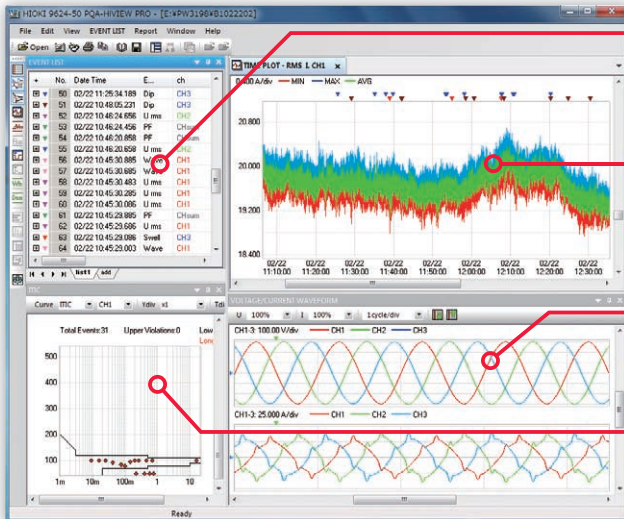 HIOKI 9624-50 PQA-HIVIEW PRO - [E:¥PW3198¥B1022202]
File Edit View EVENT LIST Report Window Help
Open
EVENT LIST
+ No. Date Time E... ch
50 02/22 11:25:34.189 Dip CH3
51 02/22 10:48:05.231 Dip CH3
52 02/22 10:46:24.656 U rms CH2
53 02/22 10:46:24.456 PF CHsum
54 02/22 10:46:20.858 PF CHsum
55 02/22 10:46:20.658 U rms CH2
56 02/22 10:45:30.885 Wave CH1
57 02/22 10:45:30.685 Wave CH1
58 02/22 10:45:30.483 U rms CH1
59 02/22 10:45:30.285 U rms CH1
60 02/22 10:45:30.086 U rms CH1
61 02/22 10:45:29.885 PF CHsum
62 02/22 10:45:29.686 U rms CH1
63 02/22 10:45:29.086 Swell CH3
64 02/22 10:45:29.003 Wave CH1
List1 Add
TIME PLOT - RMS I, CH1 x
0.400 A/div MIN MAX AVG
20.800
20.000
19.200
18.400
02/22 02/22 02/22 02/22 02/22 02/22 02/22 02/22 02/22
11:10:00 11:20:00 11:30:00 11:40:00 11:50:00 12:00:00 12:10:00 12:20:00 12:30:00
ITIC
Curve ITIC CH1 Ydiv x1 Tdi
Total Events:31 Upper Violations:0 Low
Lon
500
400
300
200
100
1m 10m 100m 1 10
VOLTAGE/CURRENT WAVEFORM
U 100% I 100% 1cycle/div
CH1-3: 100.00 V/div CH1 CH2 CH3
CH1-3: 25.000 A/div CH1 CH2 CH3
Ready